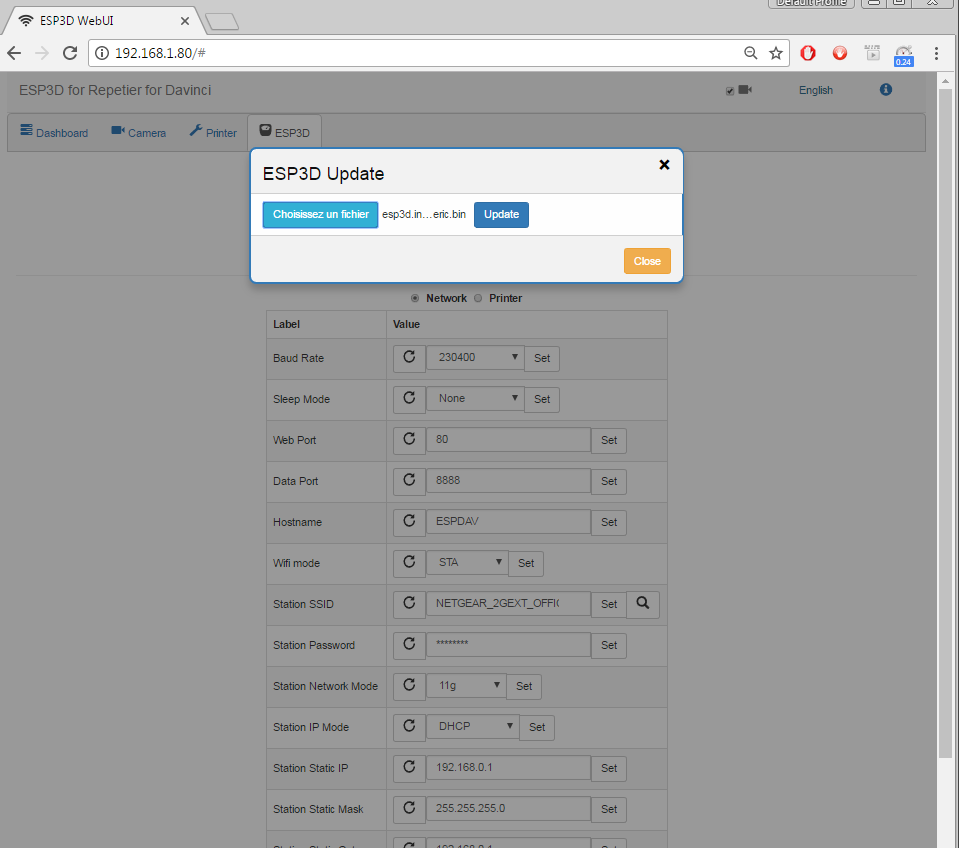 Default Profile
ESP3D WebUI
192.168.1.80/#
0.24
ESP3D for Repetier for Davinci
English
Dashboard Camera Printer ESP3D
ESP3D Update
Choisissez un fichier esp3d.in...eric.bin Update
Close
Network Printer
Label Value
Baud Rate 230400 Set
Sleep Mode None Set
Web Port 80 Set
Data Port 8888 Set
Hostname ESPDAV Set
Wifi mode STA Set
Station SSID NETGEAR_2GEXT_OFFI Set
Station Password ******** Set
Station Network Mode 11g Set
Station IP Mode DHCP Set
Station Static IP 192.168.0.1 Set
Station Static Mask 255.255.255.0 Set